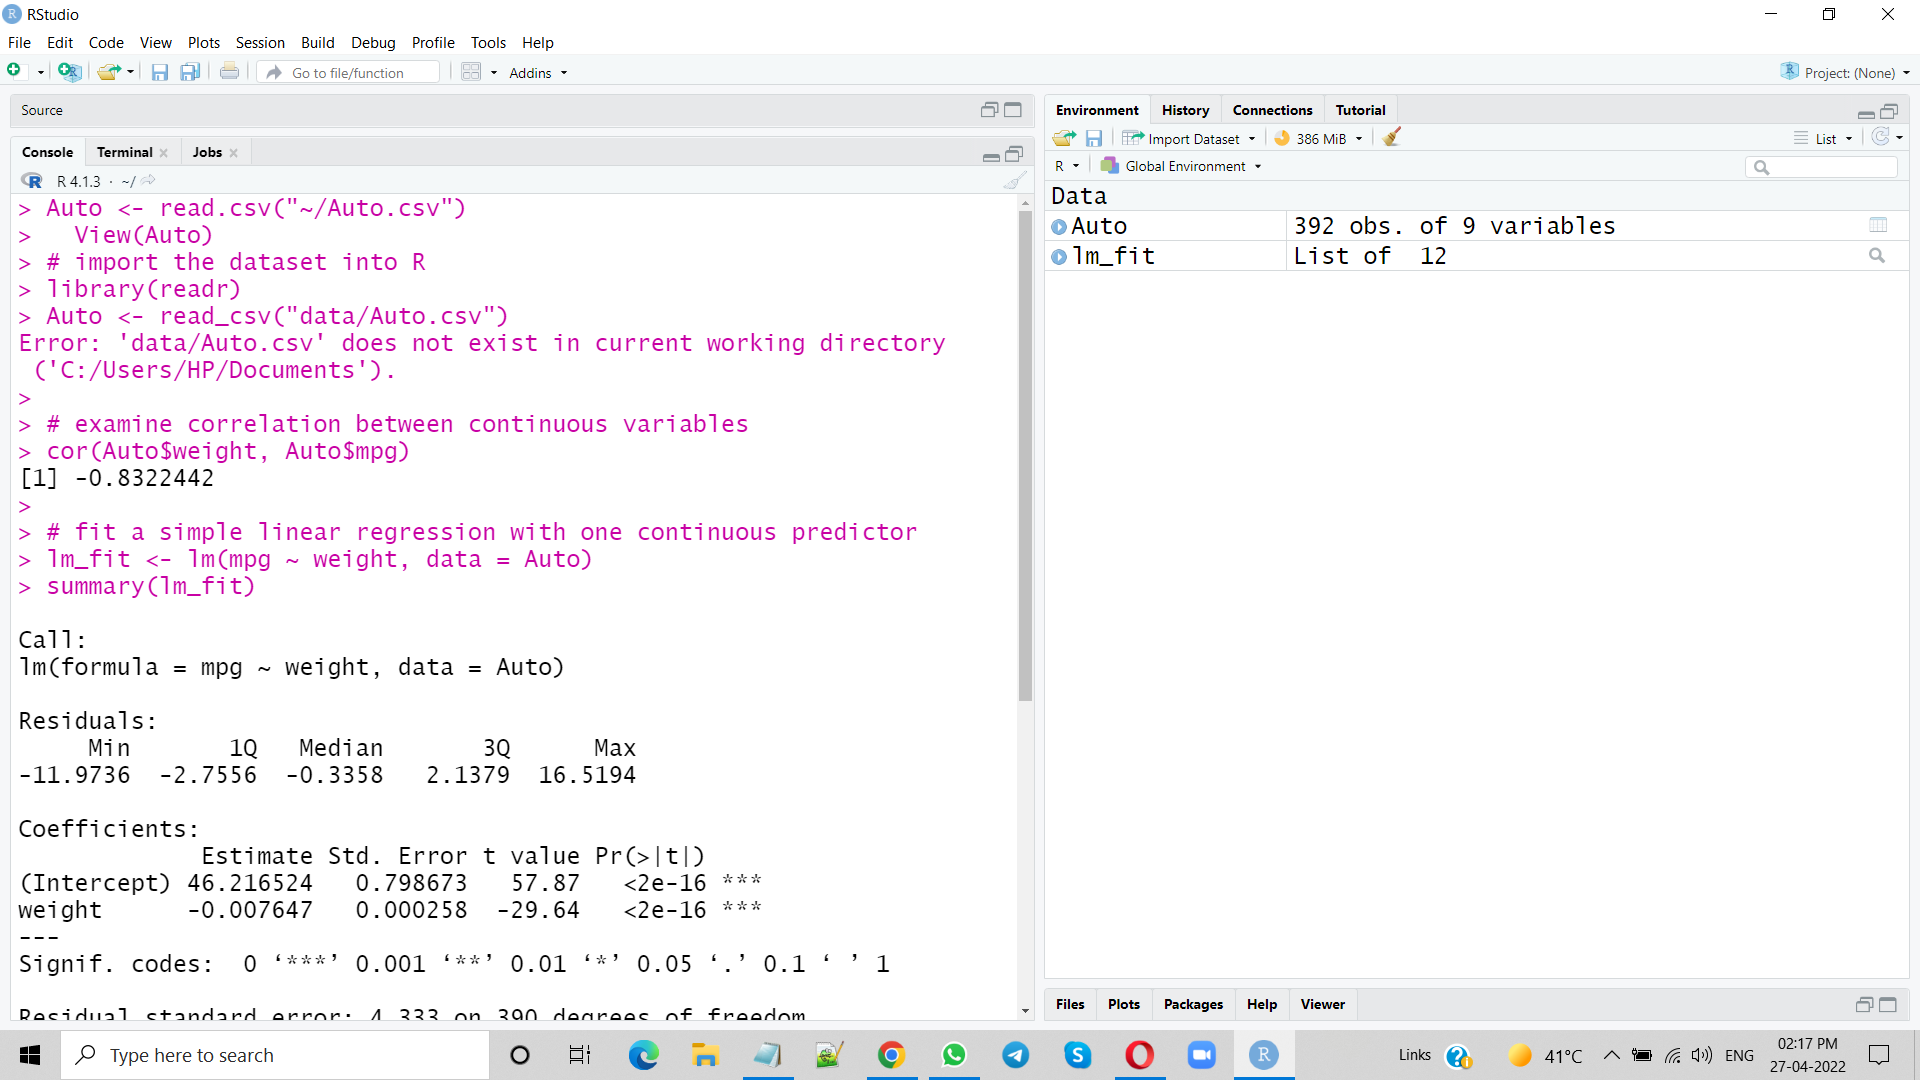 RStudio
File Edit Code View Plots Session Build Debug Profile Tools Help
Go to file/function Addins Project: (None)
Source
Console Terminal Jobs
R 4.1.3 · ~/
> Auto <- read.csv("~/Auto.csv")
>   View(Auto)
> # import the dataset into R
> library(readr)
> Auto <- read_csv("data/Auto.csv")
Error: 'data/Auto.csv' does not exist in current working directory
 ('C:/Users/HP/Documents').
>
> # examine correlation between continuous variables
> cor(Auto$weight, Auto$mpg)
[1] -0.8322442
>
> # fit a simple linear regression with one continuous predictor
> lm_fit <- lm(mpg ~ weight, data = Auto)
> summary(lm_fit)
Call:
lm(formula = mpg ~ weight, data = Auto)
Residuals:
     Min       1Q   Median       3Q      Max
-11.9736  -2.7556  -0.3358   2.1379  16.5194
Coefficients:
             Estimate Std. Error t value Pr(>|t|)
(Intercept) 46.216524   0.798673   57.87   <2e-16 ***
weight      -0.007647   0.000258  -29.64   <2e-16 ***
---
Signif. codes:  0 ‘***’ 0.001 ‘**’ 0.01 ‘*’ 0.05 ‘.’ 0.1 ‘ ’ 1
Residual standard error: 4.333 on 390 degrees of freedom
Environment History Connections Tutorial
Import Dataset 386 MiB List
R Global Environment
Data
Auto 392 obs. of 9 variables
lm_fit List of  12
Files Plots Packages Help Viewer
Type here to search
Links 41°C ENG 02:17 PM
27-04-2022